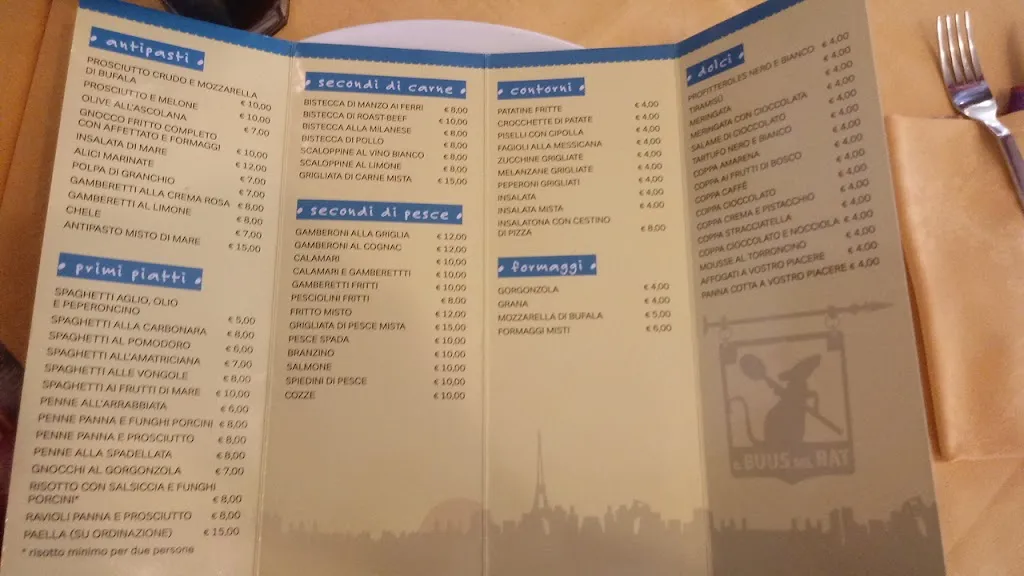 antipasti
PROSCIUTTO CRUDO E MOZZARELLA
DI BUFALA € 10,00
PROSCIUTTO E MELONE € 10,00
OLIVE ALL'ASCOLANA € 7,00
GNOCCO FRITTO COMPLETO
CON AFFETTATO E FORMAGGI € 10,00
INSALATA DI MARE € 12,00
ALICI MARINATE € 7,00
POLPA DI GRANCHIO € 7,00
GAMBERETTI ALLA CREMA ROSA € 8,00
GAMBERETTI AL LIMONE € 8,00
CHELE € 7,00
ANTIPASTO MISTO DI MARE € 15,00
primi piatti
SPAGHETTI AGLIO, OLIO
E PEPERONCINO € 5,00
SPAGHETTI ALLA CARBONARA € 8,00
SPAGHETTI AL POMODORO € 6,00
SPAGHETTI ALL'AMATRICIANA € 7,00
SPAGHETTI ALLE VONGOLE € 8,00
SPAGHETTI AI FRUTTI DI MARE € 10,00
PENNE ALL'ARRABBIATA € 6,00
PENNE PANNA E FUNGHI PORCINI € 8,00
PENNE PANNA E PROSCIUTTO € 8,00
PENNE ALLA SPADELLATA € 8,00
GNOCCHI AL GORGONZOLA € 7,00
RISOTTO CON SALSICCIA E FUNGHI
PORCINI* € 8,00
RAVIOLI PANNA E PROSCIUTTO € 8,00
PAELLA (SU ORDINAZIONE) € 15,00
* risotto minimo per due persone
secondi di carne
BISTECCA DI MANZO AI FERRI € 8,00
BISTECCA DI ROAST-BEEF € 10,00
BISTECCA ALLA MILANESE € 8,00
BISTECCA DI POLLO € 8,00
SCALOPPINE AL VINO BIANCO € 8,00
SCALOPPINE AL LIMONE € 8,00
GRIGLIATA DI CARNE MISTA € 15,00
secondi di pesce
GAMBERONI ALLA GRIGLIA € 12,00
GAMBERONI AL COGNAC € 12,00
CALAMARI € 10,00
CALAMARI E GAMBERETTTI € 10,00
GAMBERETTI FRITTI € 10,00
PESCIOLINI FRITTI € 8,00
FRITTO MISTO € 12,00
GRIGLIATA DI PESCE MISTA € 15,00
PESCE SPADA € 10,00
BRANZINO € 10,00
SALMONE € 10,00
SPIEDINI DI PESCE € 10,00
COZZE € 10,00
contorni
PATATINE FRITTE € 4,00
CROCCHETTE DI PATATE € 4,00
PISELLI CON CIPOLLA € 4,00
FAGIOLI ALLA MESSICANA € 4,00
ZUCCHINE GRIGLIATE € 4,00
MELANZANE GRIGLIATE € 4,00
PEPERONI GRIGLIATI € 4,00
INSALATA € 4,00
INSALATA MISTA € 4,00
INSALATONA CON CESTINO
DI PIZZA € 8,00
formaggi
GORGONZOLA € 4,00
GRANA € 4,00
MOZZARELLA DI BUFALA € 5,00
FORMAGGI MISTI € 6,00
dolci
PROFITTEROLES NERO E BIANCO € 4,00
TIRAMISÙ € 4,00
MERINGATA € 4,00
MERINGATA CON CIOCCOLATA € 4,00
SALAME DI CIOCCOLATO € 4,00
TARTUFO NERO E BIANCO € 4,00
COPPA AMARENA € 4,00
COPPA AI FRUTTI DI BOSCO € 4,00
COPPA CAFFÈ € 4,00
COPPA CIOCCOLATO € 4,00
COPPA CREMA E PISTACCHIO € 4,00
COPPA STRACCIATELLA € 4,00
COPPA CIOCCOLATO E NOCCIOLA € 4,00
MOUSSE AL TORRONCINO € 4,00
AFFOGATI A VOSTRO PIACERE € 4,00
PANNA COTTA A VOSTRO PIACERE € 4,00
BUUS DEL RAT